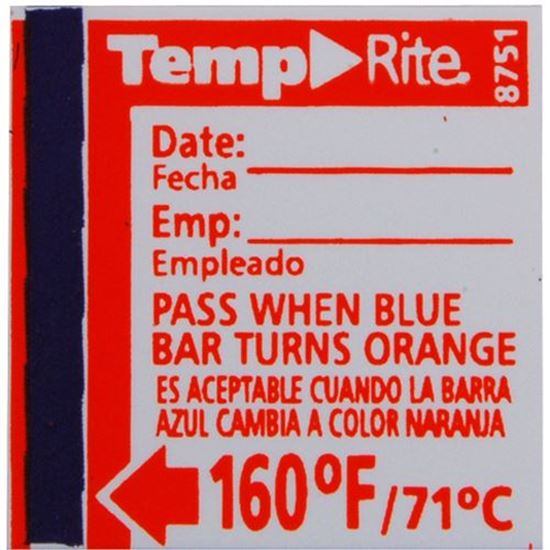 Temp Rite
8751
Date:
Fecha
Emp:
Empleado
PASS WHEN BLUE
BAR TURNS ORANGE
ES ACEPTABLE CUANDO LA BARRA
AZUL CAMBIA A COLOR NARANJA
160ºF/71ºC